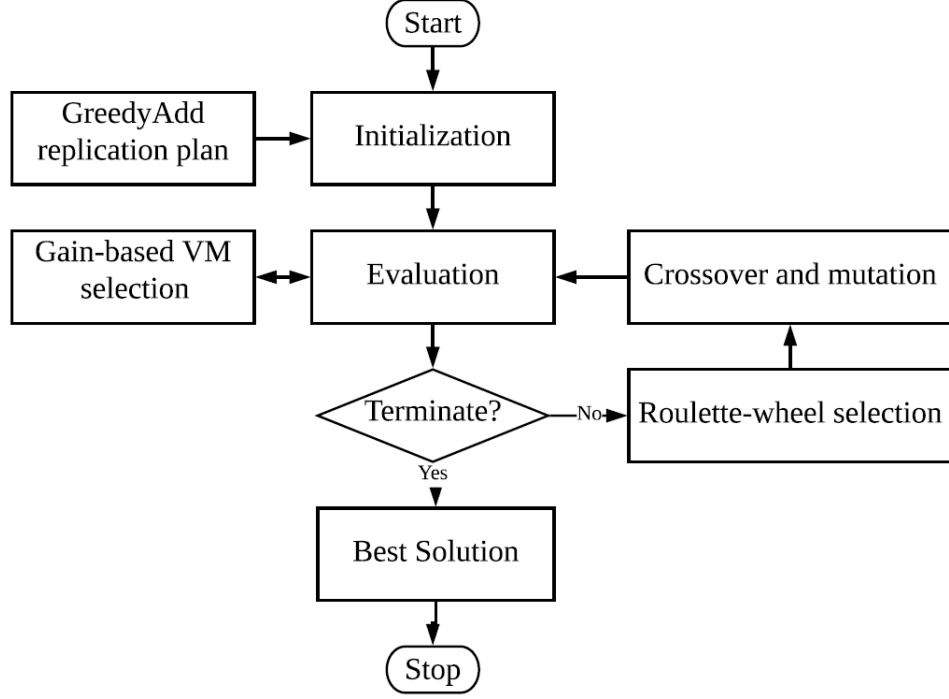 Start
GreedyAdd
replication plan
Initialization
Gain-based VM
selection
Evaluation
Crossover and mutation
Terminate?
No
Roulette-wheel selection
Yes
Best Solution
Stop